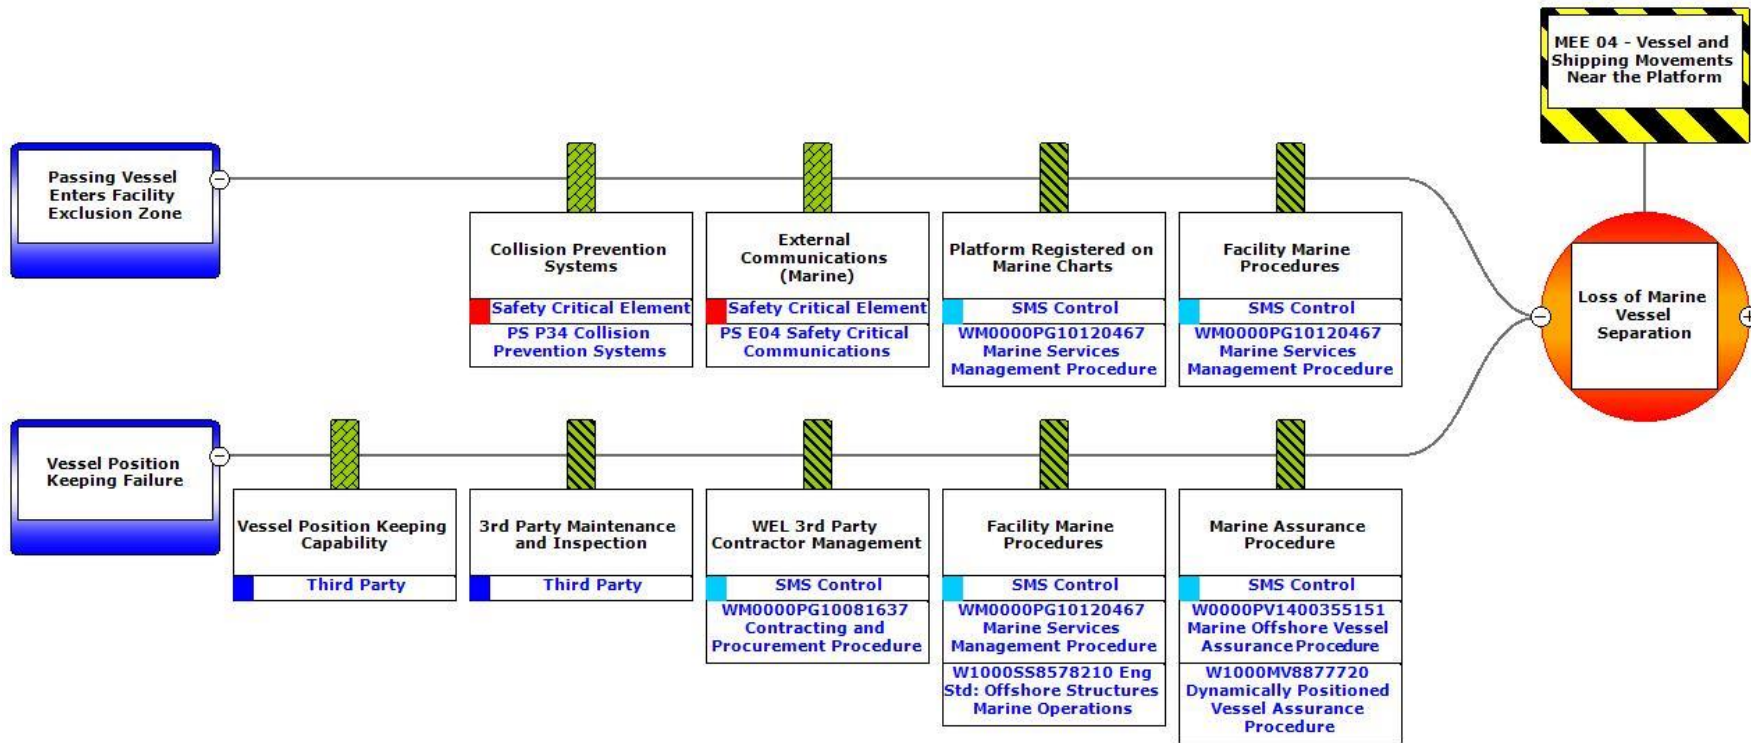 MEE 04 - Vessel and
Shipping Movements
Near the Platform
Passing Vessel
Enters Facility
Exclusion Zone
Collision Prevention
Systems
Safety Critical Element
PS P34 Collision
Prevention Systems
External
Communications
(Marine)
Safety Critical Element
PS E04 Safety Critical
Communications
Platform Registered on
Marine Charts
SMS Control
WM0000PG10120467
Marine Services
Management Procedure
Facility Marine
Procedures
SMS Control
WM0000PG10120467
Marine Services
Management Procedure
Loss of Marine
Vessel
Separation
Vessel Position
Keeping Failure
Vessel Position Keeping
Capability
Third Party
3rd Party Maintenance
and Inspection
Third Party
WEL 3rd Party
Contractor Management
SMS Control
WM0000PG10081637
Contracting and
Procurement Procedure
Facility Marine
Procedures
SMS Control
WM0000PG10120467
Marine Services
Management Procedure
W1000SS8578210 Eng
Std: Offshore Structures
Marine Operations
Marine Assurance
Procedure
SMS Control
W0000PV1400355151
Marine Offshore Vessel
Assurance Procedure
W1000MV8877720
Dynamically Positioned
Vessel Assurance
Procedure